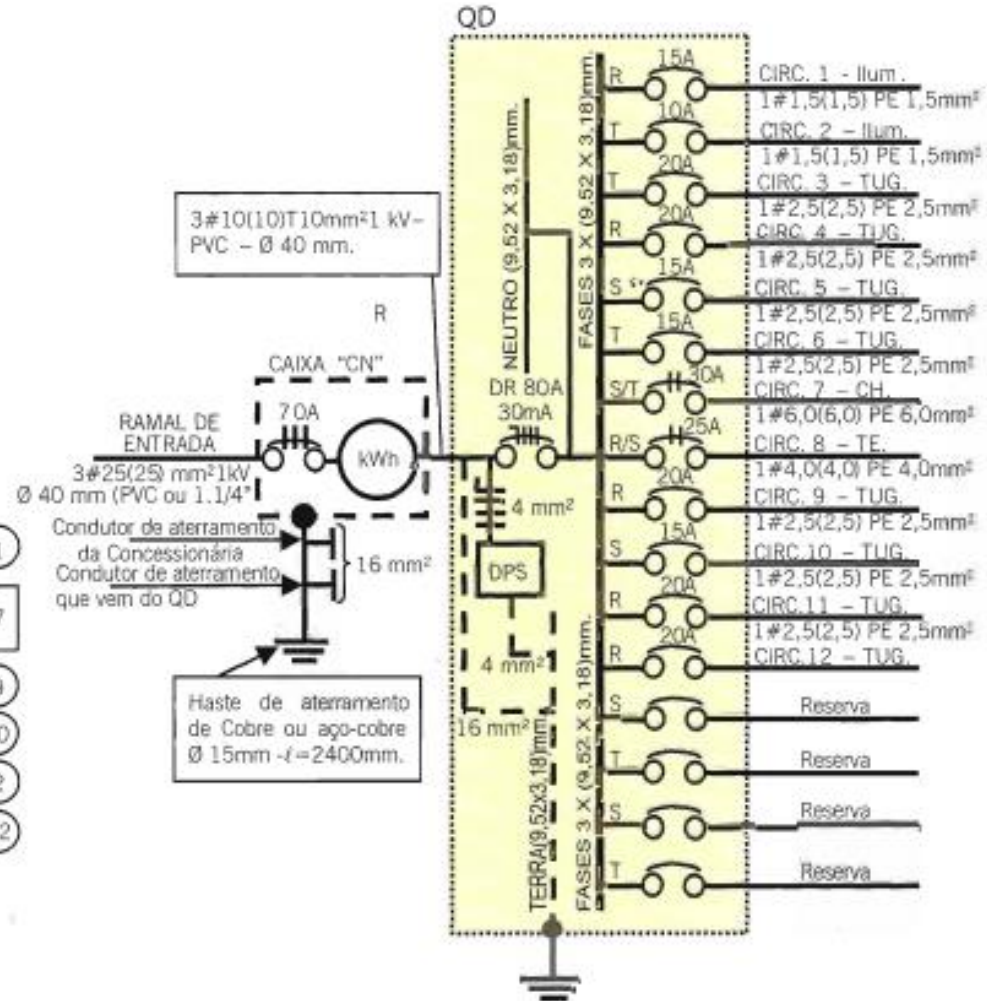 QD
3#10(10)T10mm²1 kV–
PVC – Ø 40 mm.
R
CAIXA "CN"
70A
kWh
RAMAL DE
ENTRADA
3#25(25) mm²1kV
Ø 40 mm (PVC ou 1.1/4"
Condutor de aterramento
da Concessionária
Condutor de aterramento
que vem do QD
16 mm²
Haste de aterramento
de Cobre ou aço-cobre
Ø 15mm -ℓ=2400mm.
NEUTRO (9,52 X 3,18)mm.
FASES 3 X (9,52 X 3,18)mm.
DR 80A
30mA
4 mm²
DPS
4 mm²
16 mm²
TERRA(9,52x3,18)mm.
FASES 3 X (9,52 X 3,18)mm.
R 15A CIRC. 1 - Ilum.
1#1,5(1,5) PE 1,5mm²
T 10A CIRC. 2 – Ilum.
1#1,5(1,5) PE 1,5mm²
T 20A CIRC. 3 – TUG.
1#2,5(2,5) PE 2,5mm²
R 20A CIRC. 4 – TUG.
1#2,5(2,5) PE 2,5mm²
S 15A CIRC. 5 – TUG.
1#2,5(2,5) PE 2,5mm²
T 15A CIRC. 6 – TUG.
1#2,5(2,5) PE 2,5mm²
S/T 30A CIRC. 7 – CH.
1#6,0(6,0) PE 6,0mm²
R/S 25A CIRC. 8 – TE.
1#4,0(4,0) PE 4,0mm²
R 20A CIRC. 9 – TUG.
1#2,5(2,5) PE 2,5mm²
S 15A CIRC.10 – TUG.
1#2,5(2,5) PE 2,5mm²
R 20A CIRC.11 – TUG.
1#2,5(2,5) PE 2,5mm²
R 20A CIRC.12 – TUG.
S Reserva
T Reserva
S Reserva
T Reserva